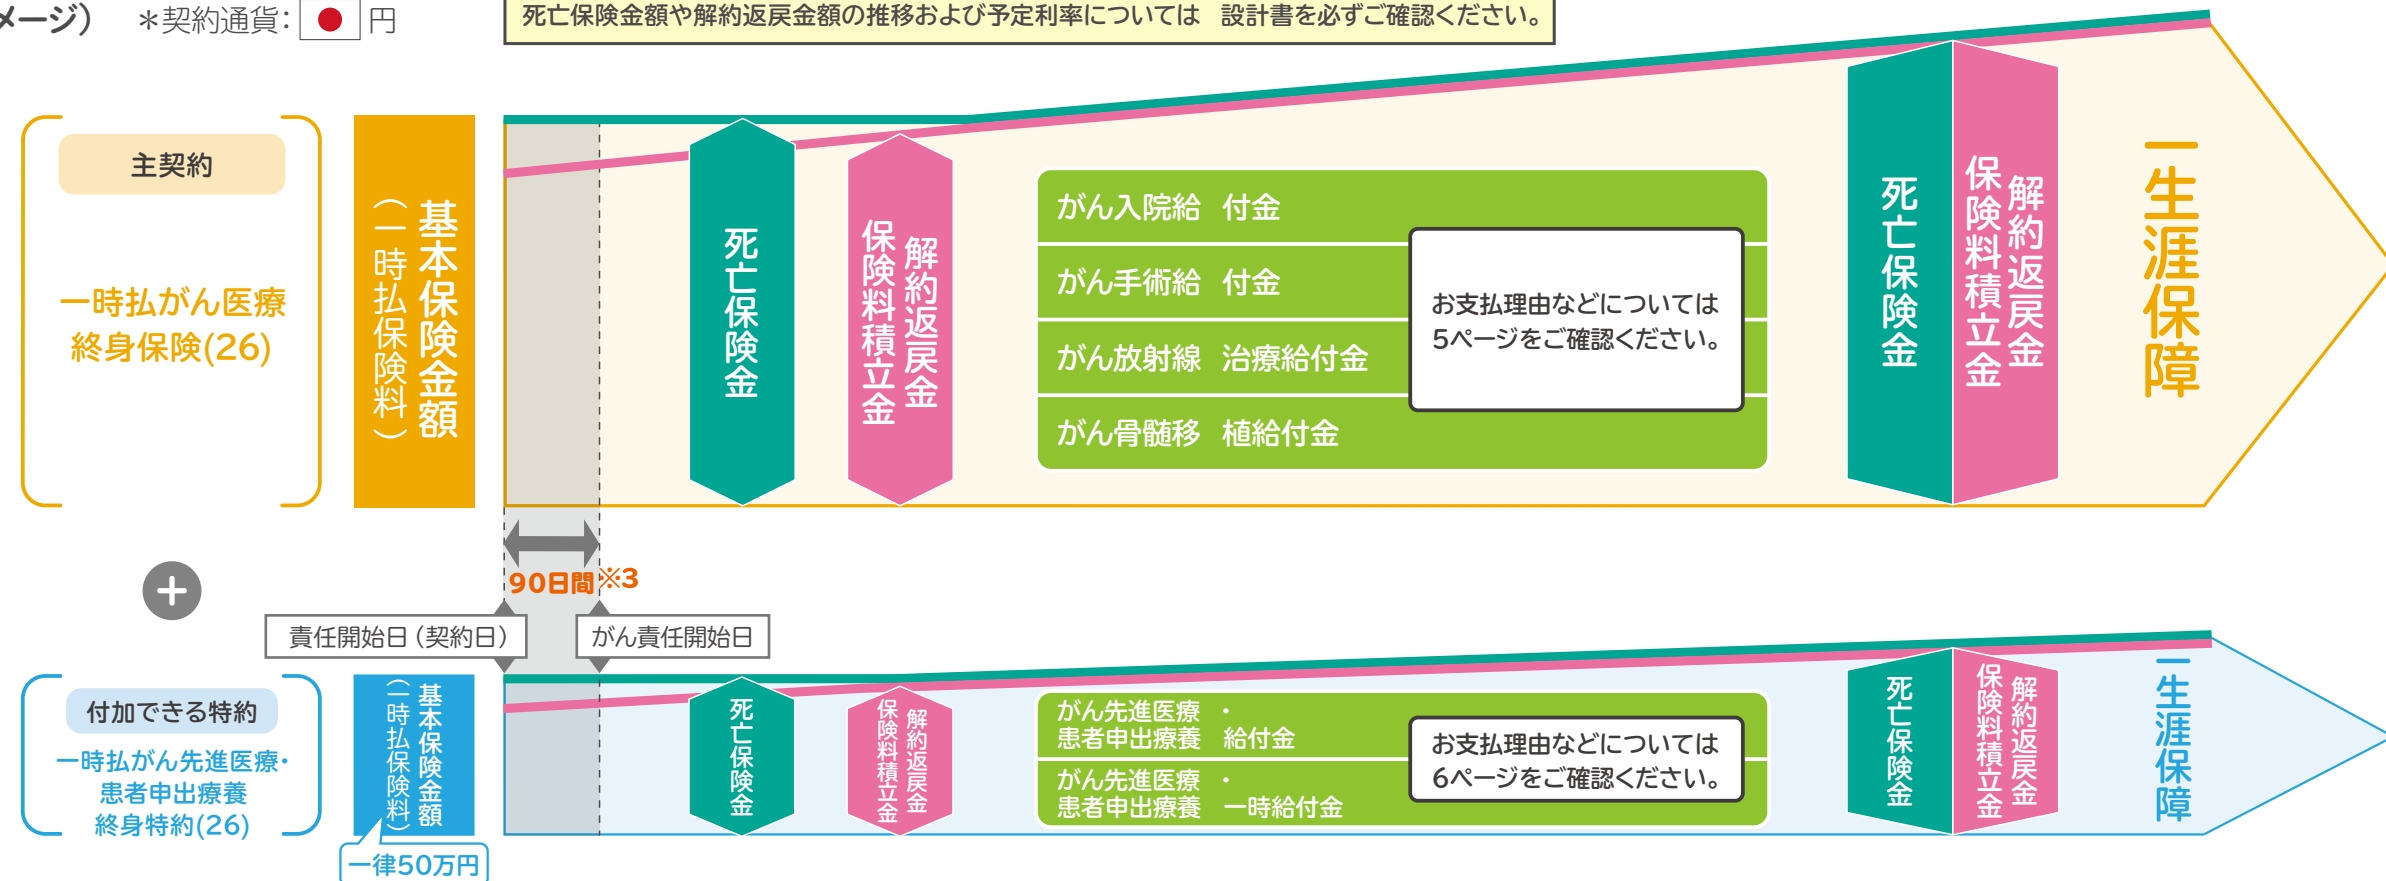 メージ) ＊契約通貨: 円
死亡保険金額や解約返戻金額の推移および予定利率については 設計書を必ずご確認ください。
主契約
一時払がん医療
終身保険(26)
基本保険金額
（一時払保険料）
死亡保険金
解約返戻金
保険料積立金
がん入院給 付金
がん手術給 付金
がん放射線 治療給付金
がん骨髄移 植給付金
お支払理由などについては
5ページをご確認ください。
死亡保険金
解約返戻金
保険料積立金
一生涯保障
90日間※3
責任開始日（契約日）
がん責任開始日
付加できる特約
一時払がん先進医療・
患者申出療養
終身特約(26)
基本保険金額
（一時払保険料）
一律50万円
死亡保険金
解約返戻金
保険料積立金
がん先進医療 ・
患者申出療養 給付金
がん先進医療 ・
患者申出療養 一時給付金
お支払理由などについては
6ページをご確認ください。
死亡保険金
解約返戻金
保険料積立金
一生涯保障